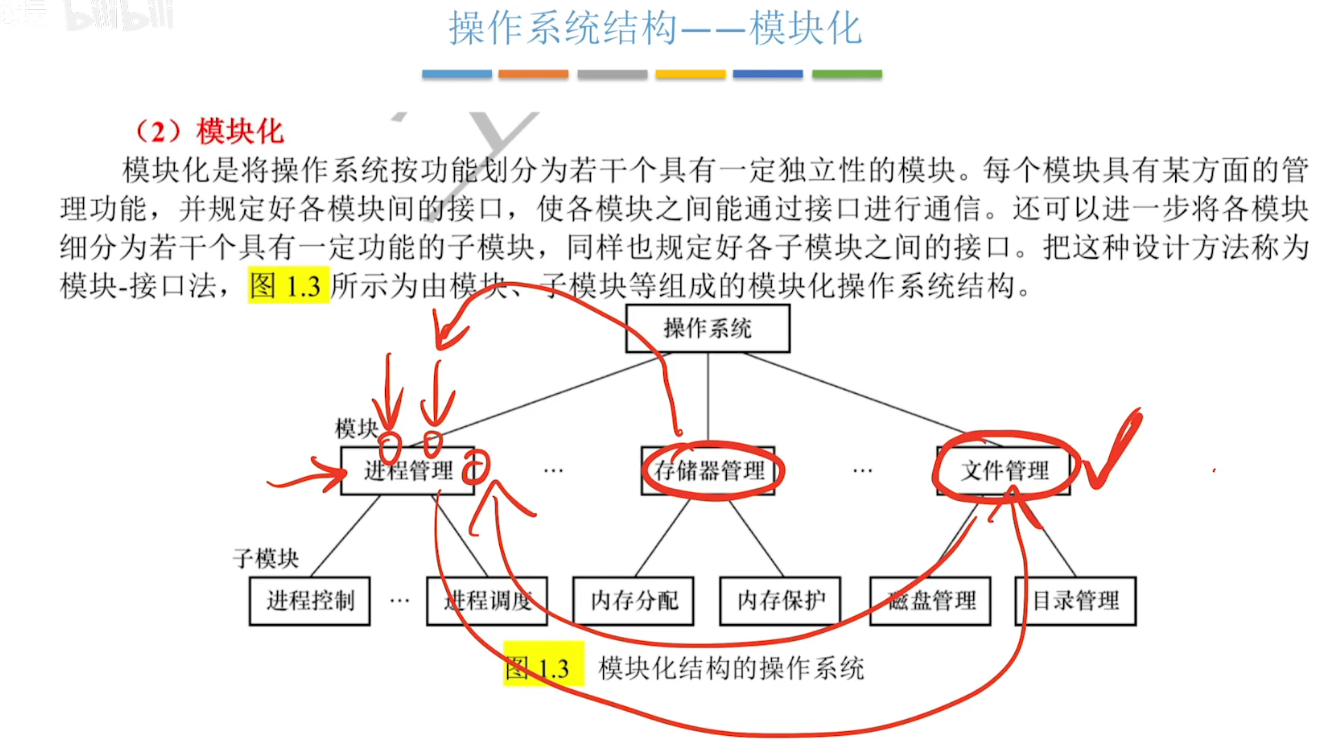 bilibili
操作系统结构——模块化
（2）模块化
模块化是将操作系统按功能划分为若干个具有一定独立性的模块。每个模块具有某方面的管
理功能，并规定好各模块间的接口，使各模块之间能通过接口进行通信。还可以进一步将各模块
细分为若干个具有一定功能的子模块，同样也规定好各子模块之间的接口。把这种设计方法称为
模块-接口法，图 1.3 所示为由模块、子模块等组成的模块化操作系统结构。
操作系统
模块
进程管理 … 存储器管理 … 文件管理
子模块
进程控制 … 进程调度 内存分配 内存保护 磁盘管理 目录管理
图 1.3 模块化结构的操作系统